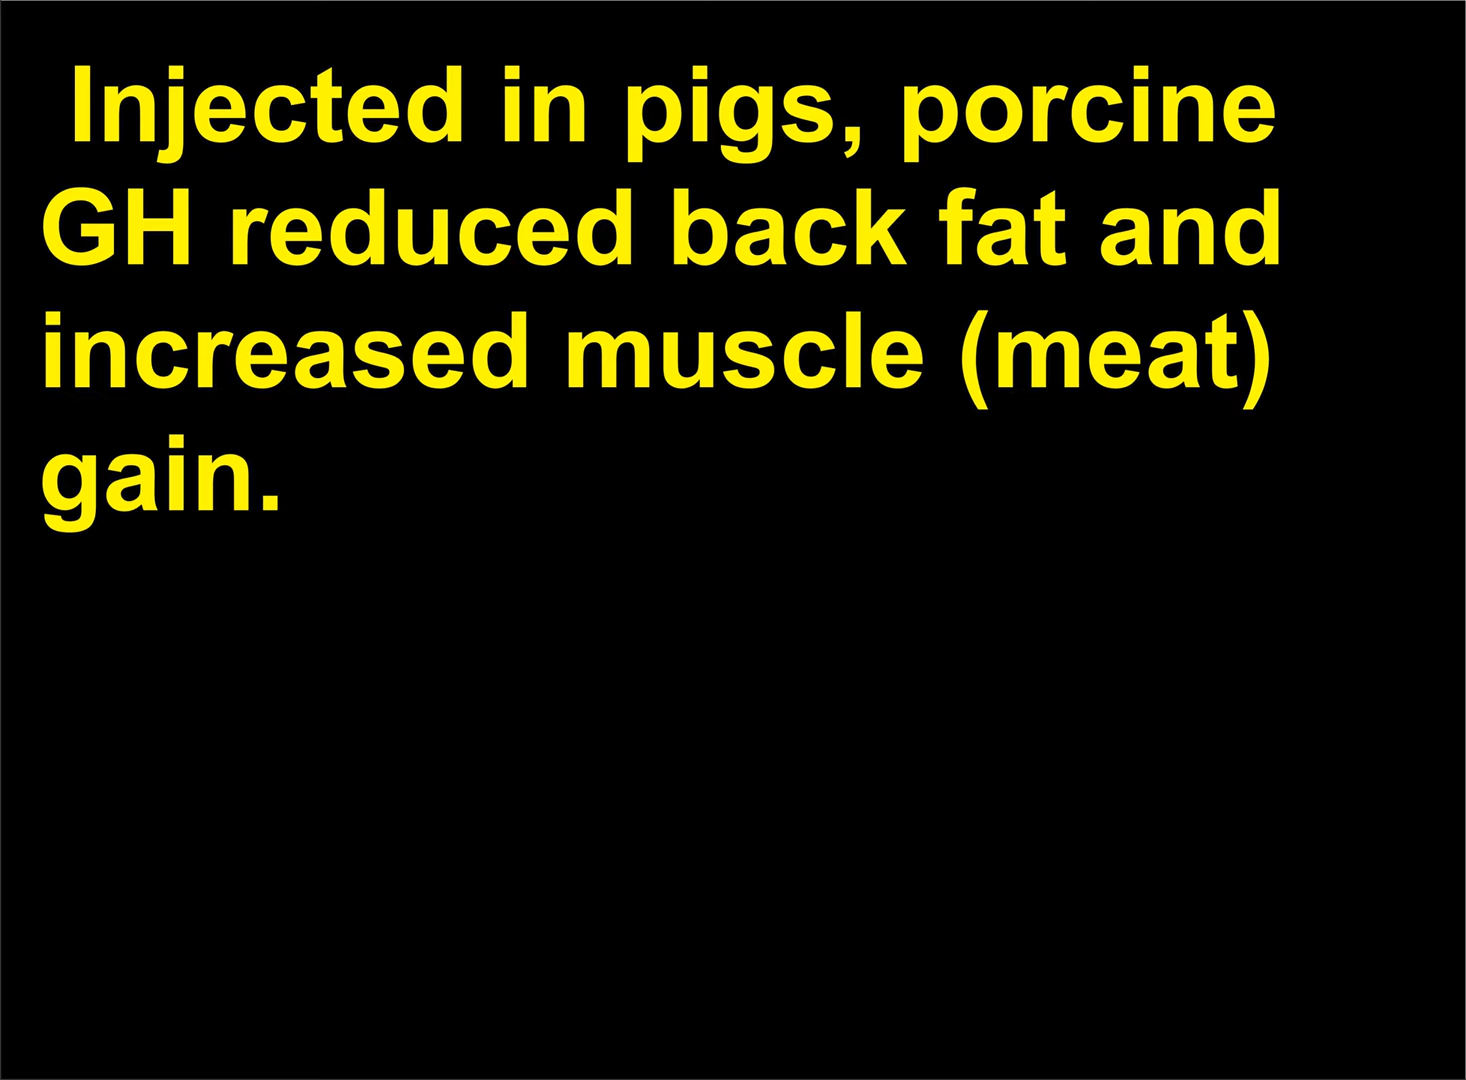 Injected in pigs, porcine
GH reduced back fat and
increased muscle (meat)
gain.